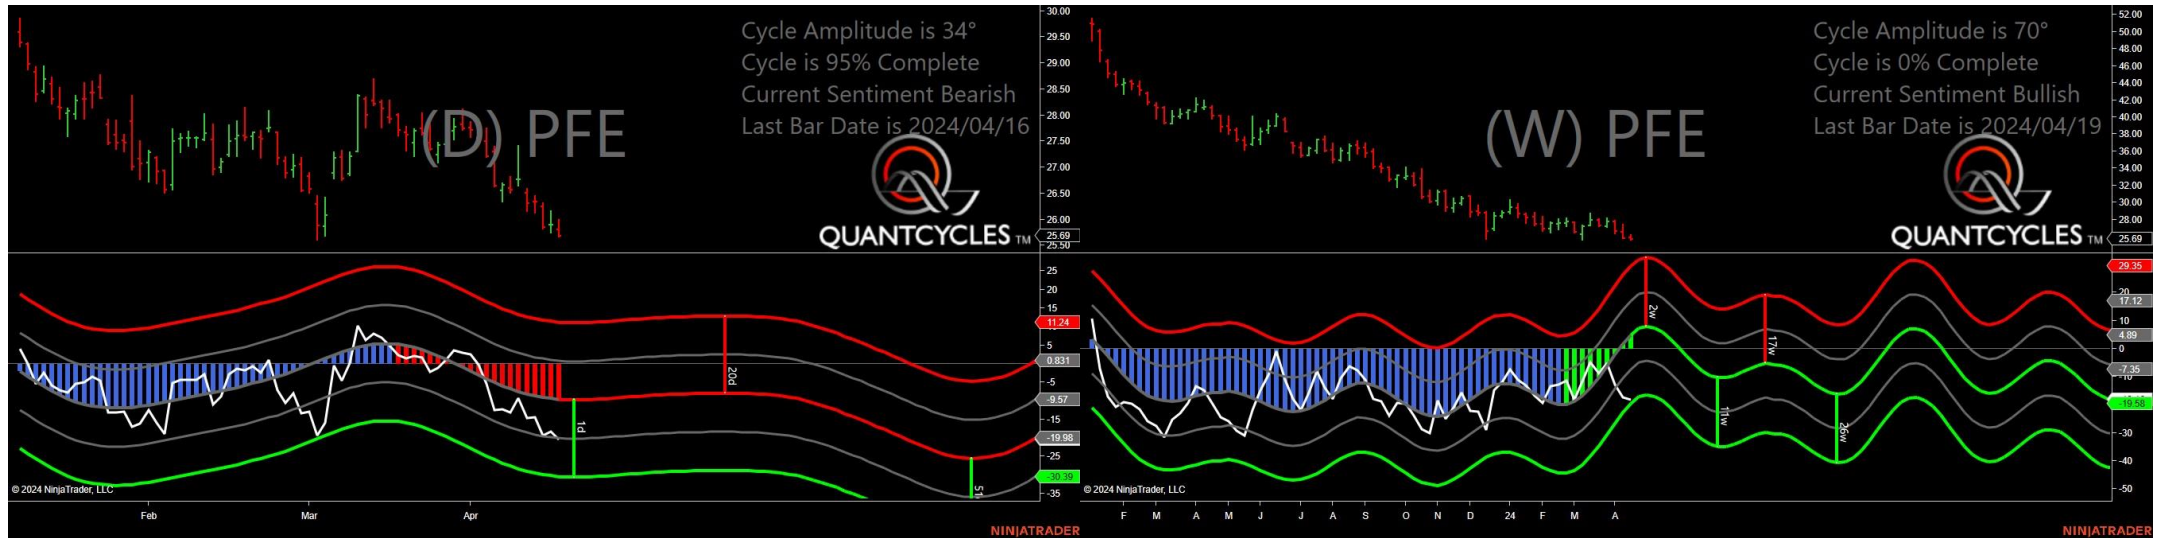 Cycle Amplitude is 34°
Cycle is 95% Complete
Current Sentiment Bearish
Last Bar Date is 2024/04/16
(D) PFE
QUANTCYCLES TM
30.00
29.50
29.00
28.50
28.00
27.50
27.00
26.50
26.00
25.69
25.50
25
20
15
11.24
5
0.831
-5
-9.57
-15
-19.98
-25
-30.39
-35
20d
1d
© 2024 NinjaTrader, LLC
Feb Mar Apr
NINJATRADER
Cycle Amplitude is 70°
Cycle is 0% Complete
Current Sentiment Bullish
Last Bar Date is 2024/04/19
(W) PFE
QUANTCYCLES TM
52.00
50.00
48.00
46.00
44.00
42.00
40.00
38.00
36.00
34.00
32.00
30.00
28.00
25.69
29.35
20
17.12
10
4.89
0
-7.35
-10
-19.58
-30
-40
-50
2w
17w
11w
26w
© 2024 NinjaTrader, LLC
F M A M J J A S O N D 24 F M A
NINJATRADER